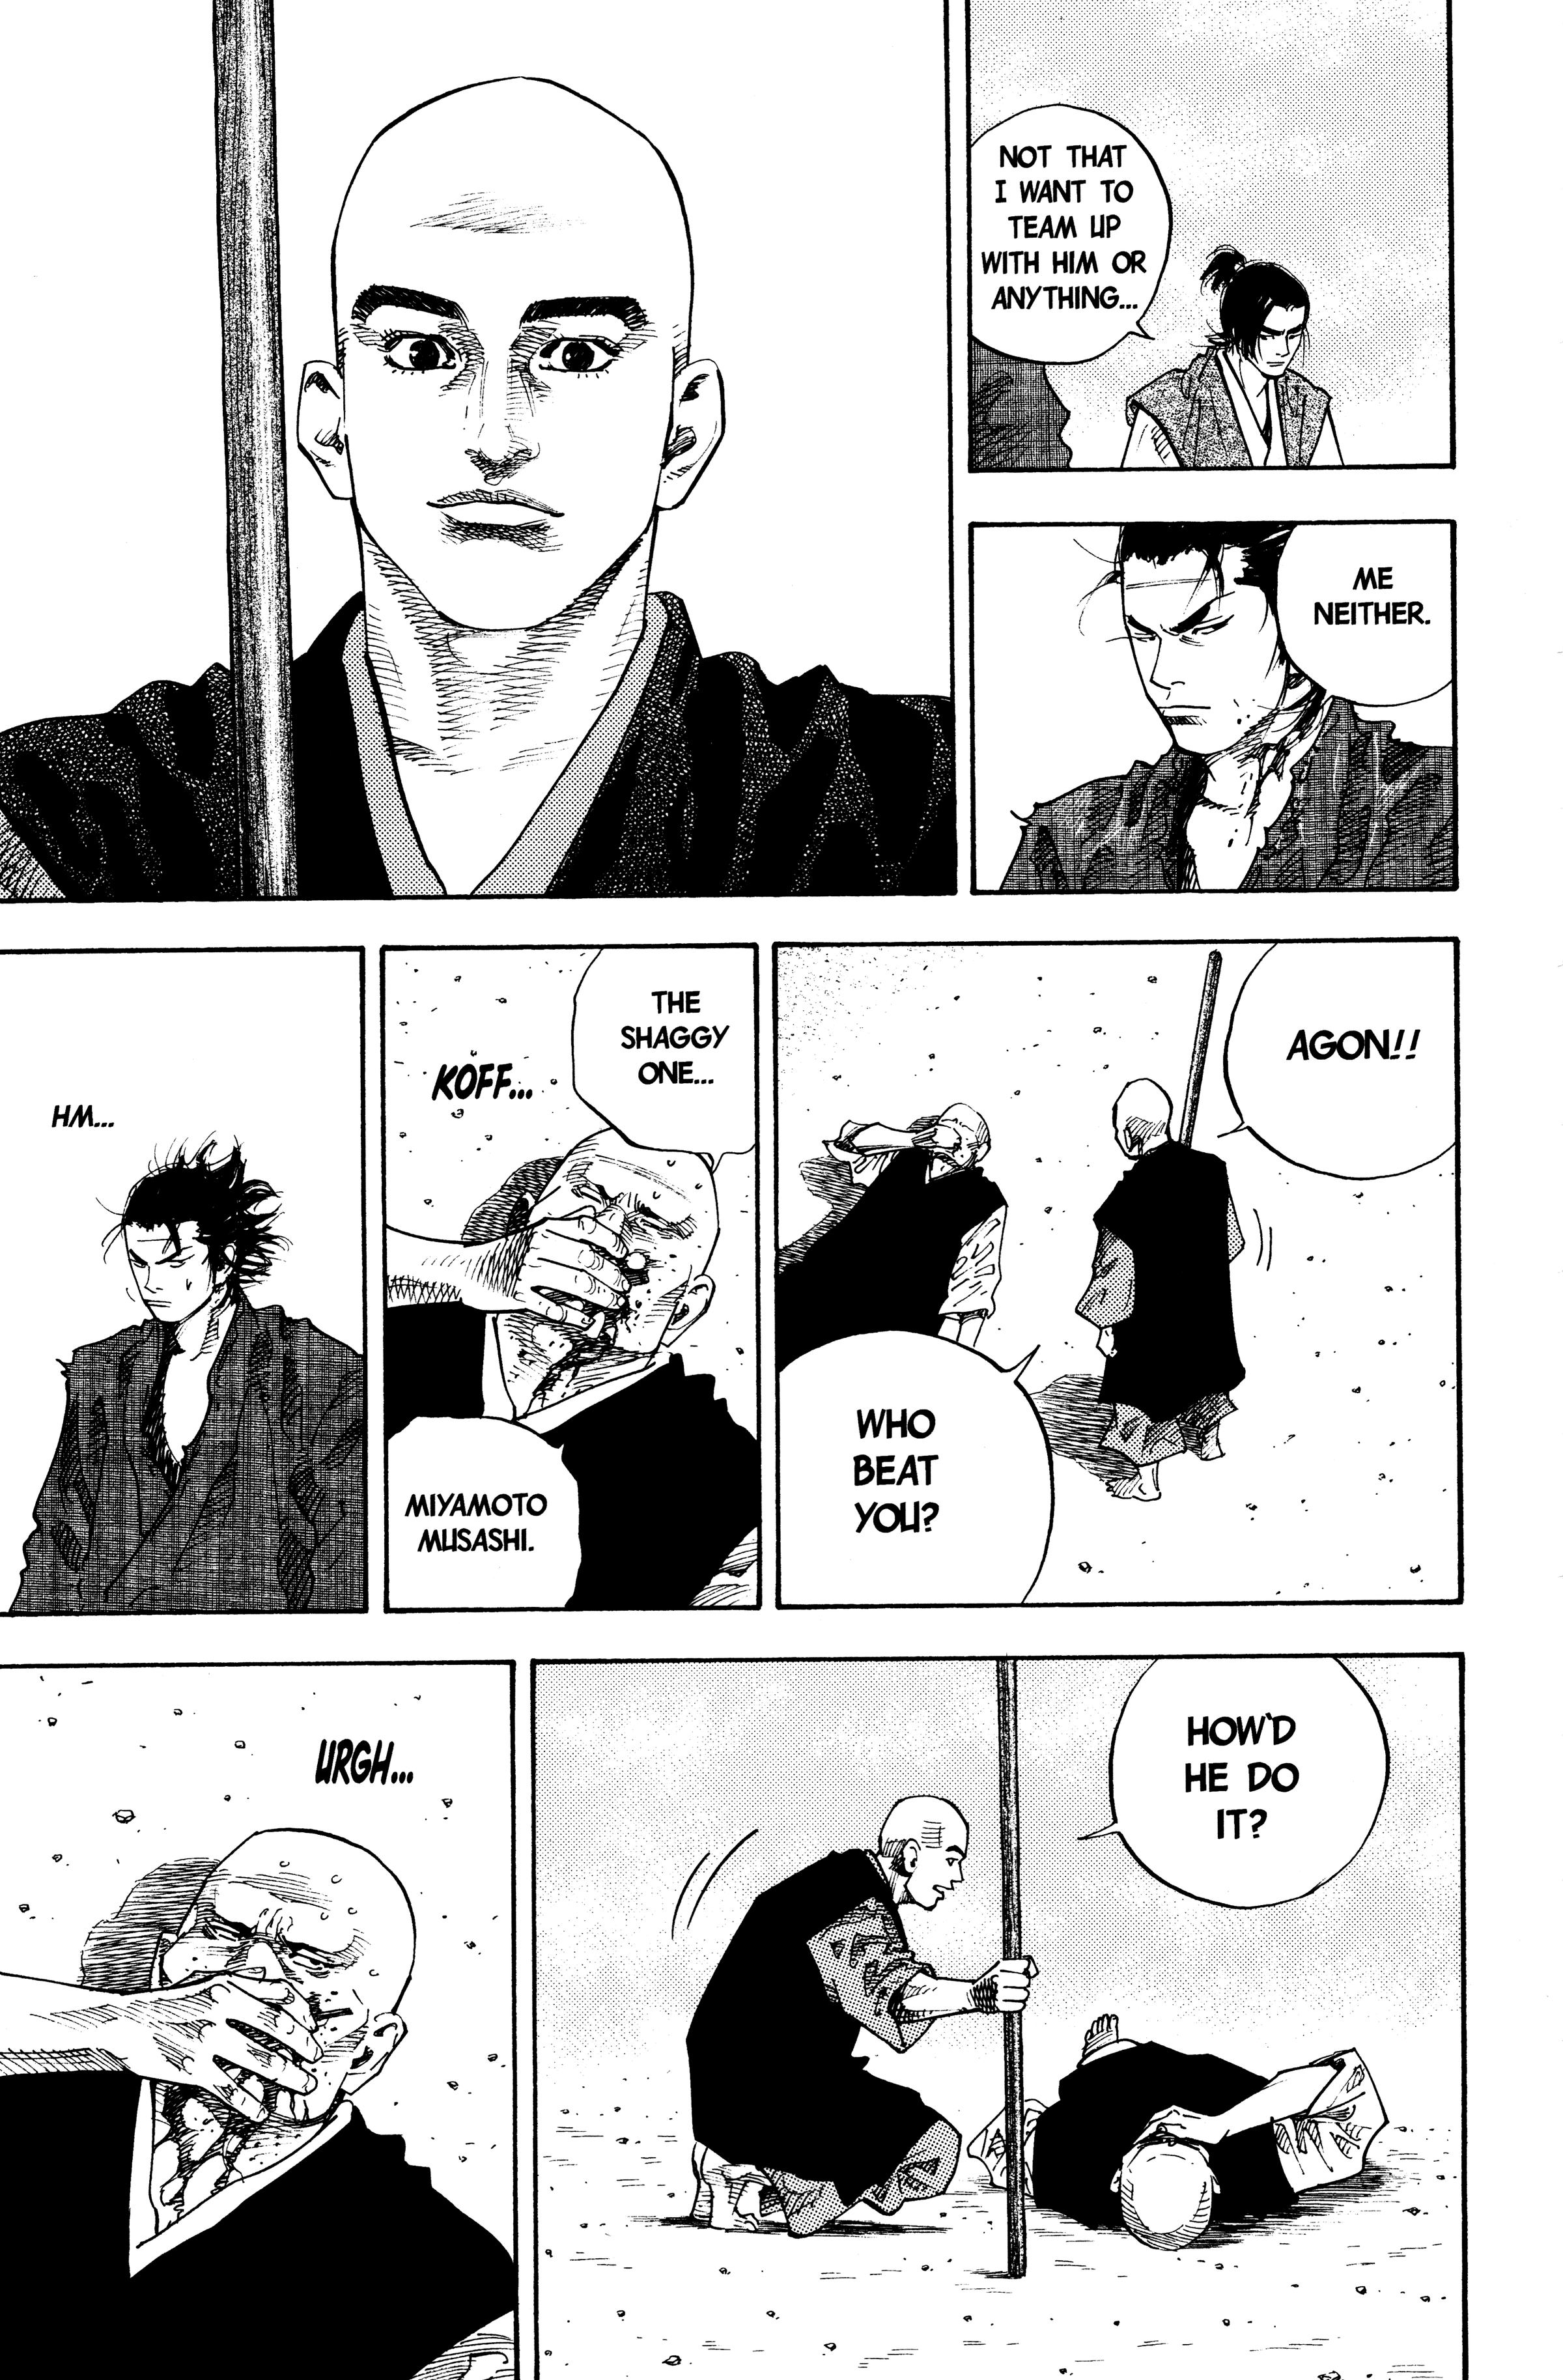 NOT THAT
I WANT TO
TEAM UP
WITH HIM OR
ANYTHING...
ME
NEITHER.
AGON!!
WHO
BEAT
YOU?
THE
SHAGGY
ONE...
KOFF...
MIYAMOTO
MUSASHI.
HM...
HOW'D
HE DO
IT?
URGH...